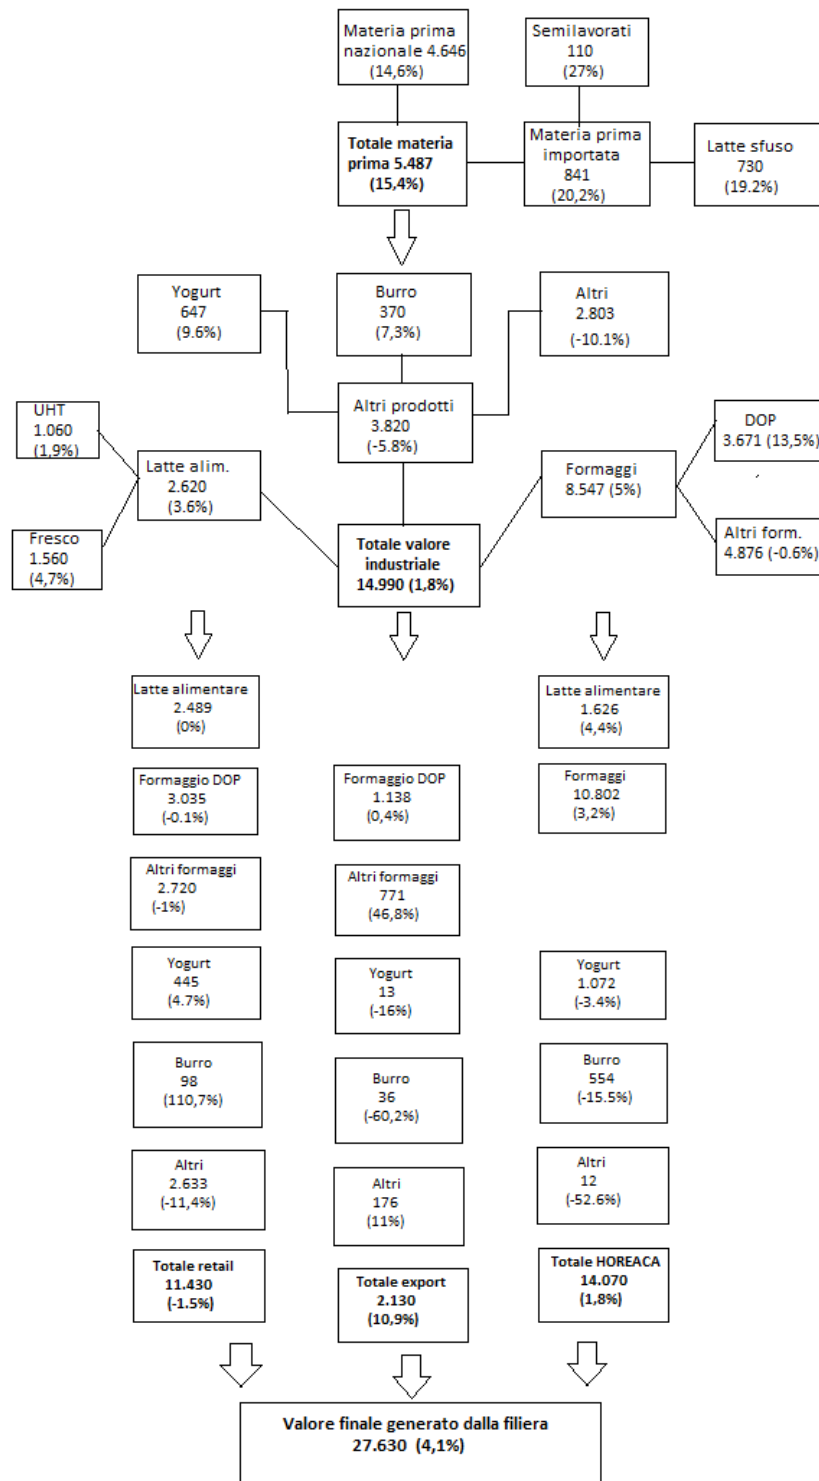 Materia prima
nazionale 4.646
(14,6%)
Semilavorati
110
(27%)
Totale materia
prima 5.487
(15,4%)
Materia prima
importata
841
(20,2%)
Latte sfuso
730
(19.2%)
Yogurt
647
(9.6%)
Burro
370
(7,3%)
Altri
2.803
(-10.1%)
Altri prodotti
3.820
(-5.8%)
UHT
1.060
(1,9%)
Latte alim.
2.620
(3.6%)
Fresco
1.560
(4,7%)
Formaggi
8.547 (5%)
DOP
3.671 (13,5%)
Altri form.
4.876 (-0.6%)
Totale valore
industriale
14.990 (1,8%)
Latte alimentare
2.489
(0%)
Formaggio DOP
3.035
(-0.1%)
Altri formaggi
2.720
(-1%)
Yogurt
445
(4.7%)
Burro
98
(110,7%)
Altri
2.633
(-11,4%)
Totale retail
11.430
(-1.5%)
Formaggio DOP
1.138
(0,4%)
Altri formaggi
771
(46,8%)
Yogurt
13
(-16%)
Burro
36
(-60,2%)
Altri
176
(11%)
Totale export
2.130
(10,9%)
Latte alimentare
1.626
(4,4%)
Formaggi
10.802
(3,2%)
Yogurt
1.072
(-3.4%)
Burro
554
(-15.5%)
Altri
12
(-52.6%)
Totale HOREACA
14.070
(1,8%)
Valore finale generato dalla filiera
27.630 (4,1%)